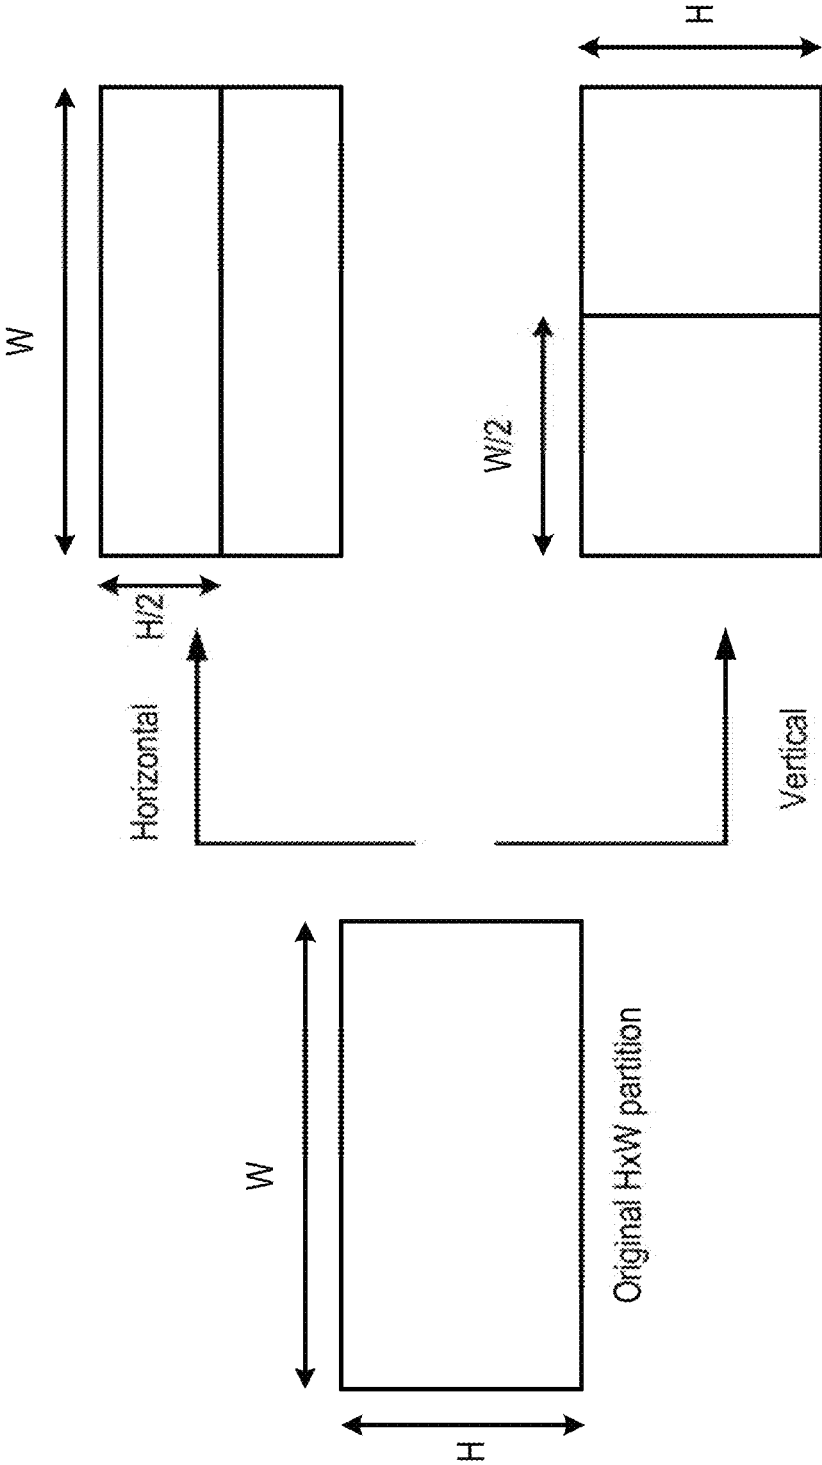 W
H
Original HxW partition
Horizontal
H/2
W
Vertical
W/2
H